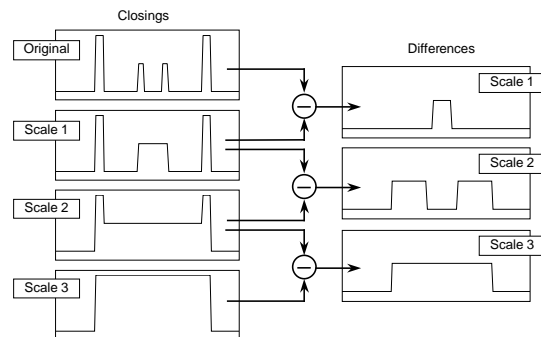 Closings
Original
Scale 1
Scale 2
Scale 3
Differences
Scale 1
Scale 2
Scale 3